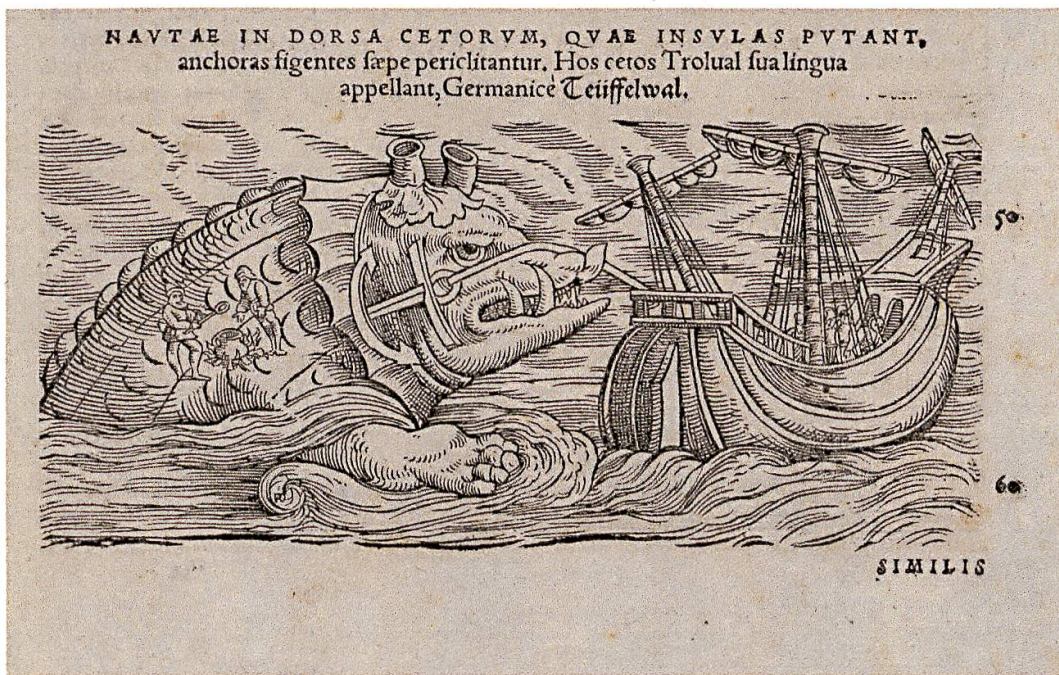 NAVTAE IN DORSA CETORVM, QVAE INSVLAS PVTANT,
anchoras figentes sæpe periclitantur. Hos cetos Trolual sua lingua
appellant, Germanicè Teüffelwal.
50
60
SIMILIS